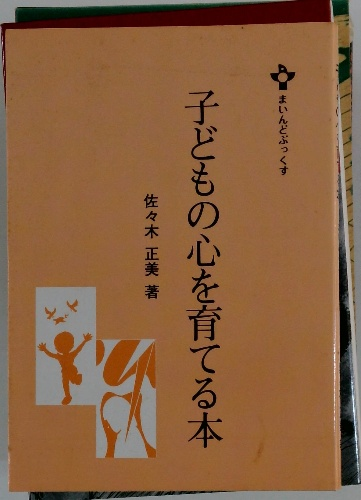 まいんどぶっくす
子どもの心を育てる本
佐々木 正美 著